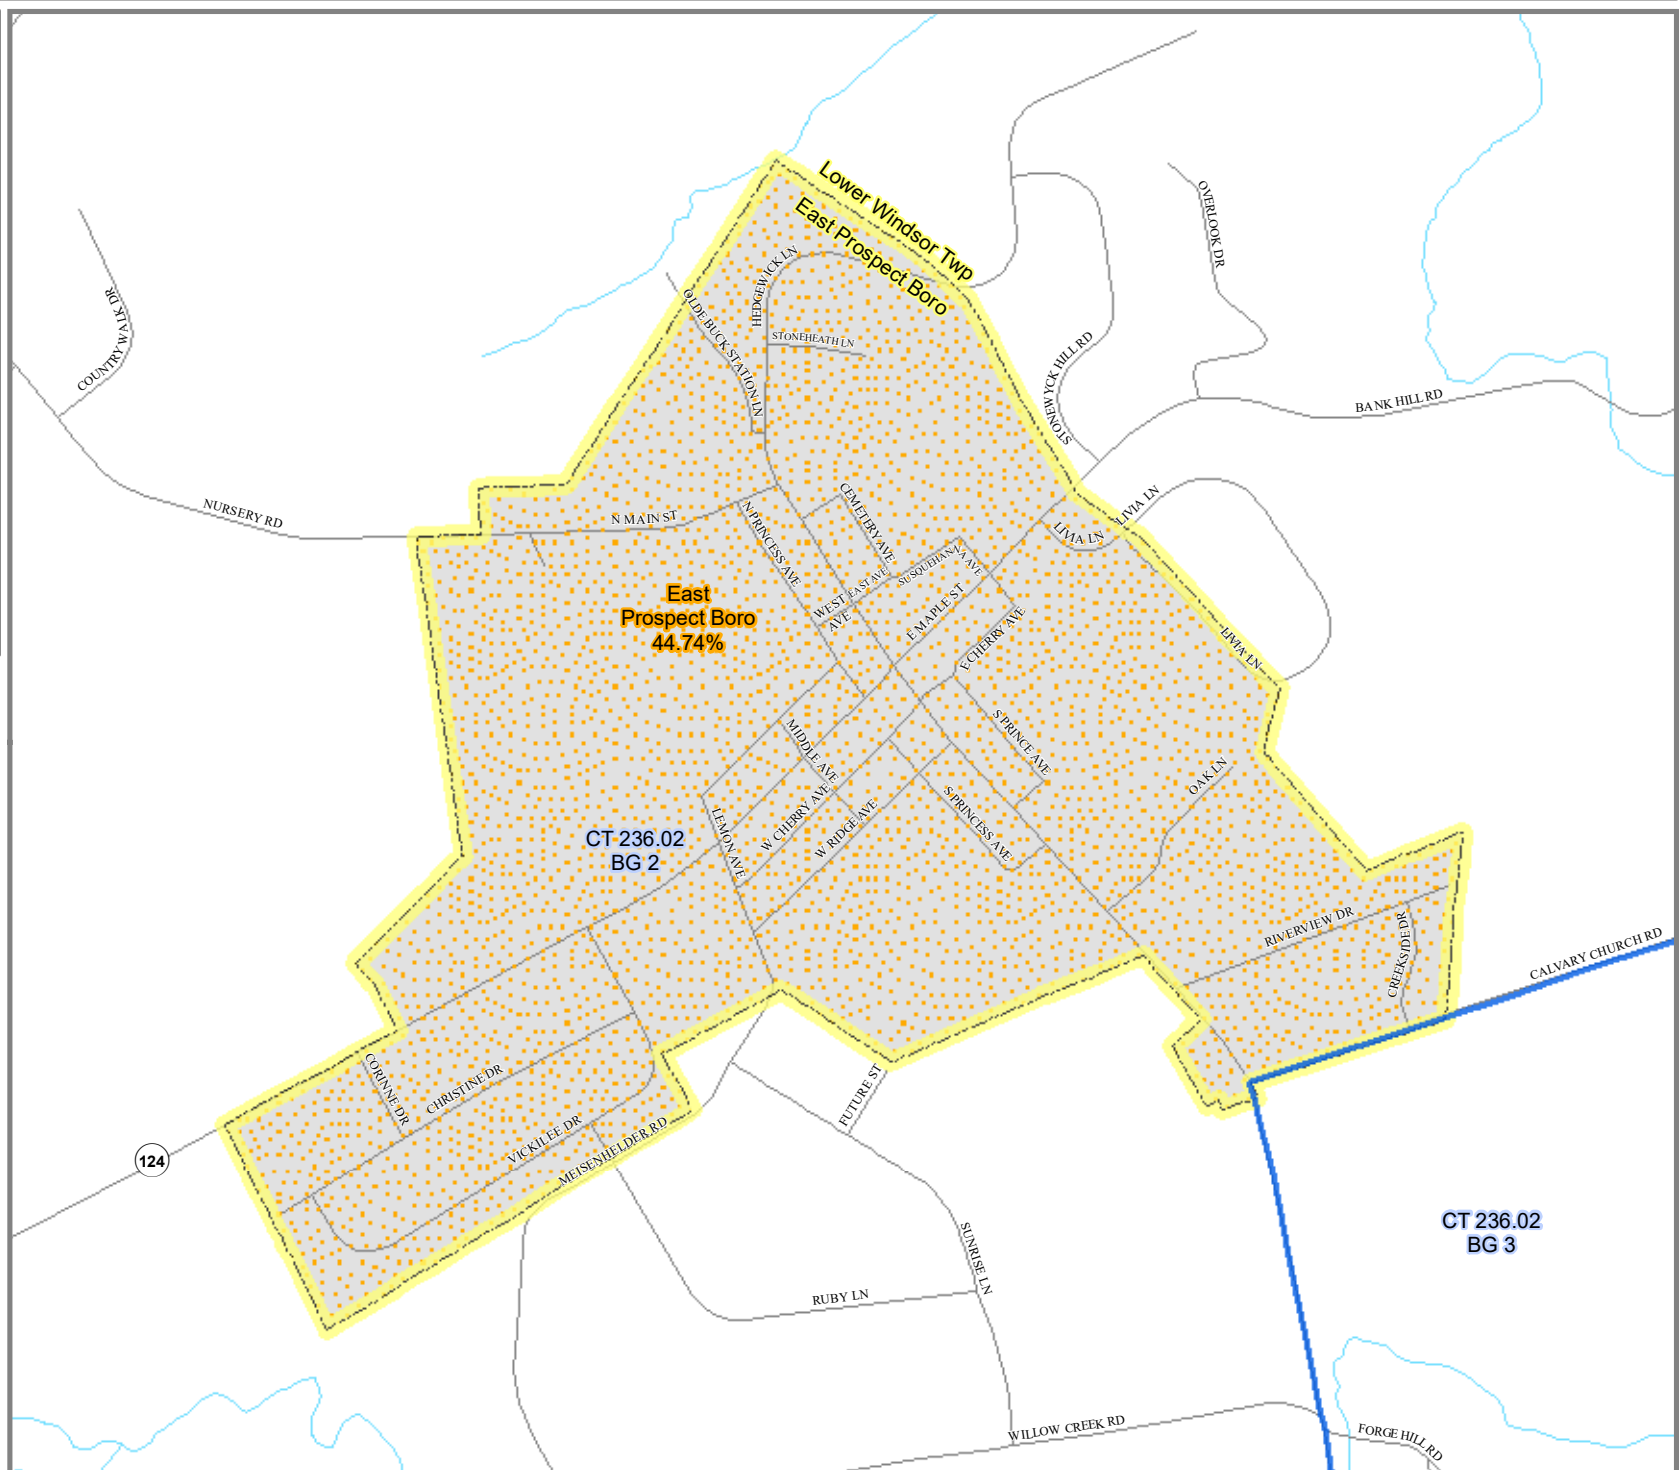 Lower Windsor Twp
East Prospect Boro
OVERLOOK DR
HEDGEWICK LN
OLDE BUCK STATION LN
STONEHEATH LN
COUNTRY WALK DR
STONEWYCK HILL RD
BANK HILL RD
NURSERY RD
N MAIN ST
N PRINCESS AVE
CEMETERY AVE
LIVIA LN
LIVIA LN
SUSQUEHANNA AVE
EAST AVE
WEST
AVE
E MAPLE ST
E CHERRY AVE
LIVIA LN
East
Prospect Boro
44.74%
S PRINCE AVE
MIDDLE AVE
OAK LN
W CHERRY AVE
W RIDGE AVE
S PRINCESS AVE
LEMON AVE
CT 236.02
BG 2
RIVERVIEW DR
CREEKSIDE DR
CALVARY CHURCH RD
CORINNE DR
CHRISTINE DR
FUTURE ST
VICKILEE DR
MEISENHELDER RD
124
CT 236.02
BG 3
SUNRISE LN
RUBY LN
WILLOW CREEK RD
FORGE HILL RD